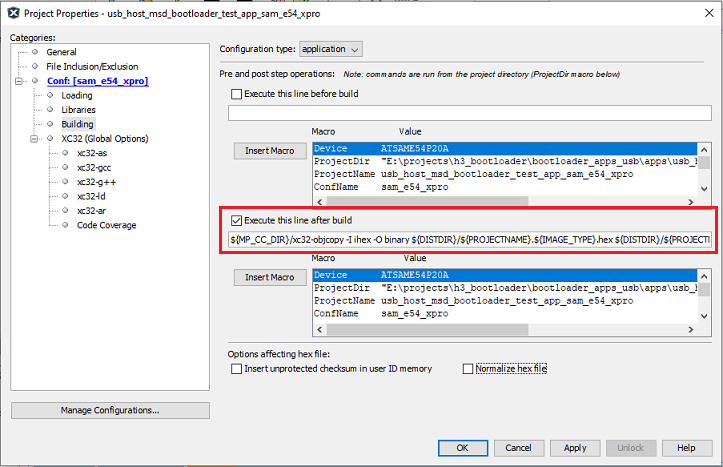 Project Properties - usb_host_msd_bootloader_test_app_sam_e54_xpro
Categories:
General
File Inclusion/Exclusion
Conf: [sam_e54_xpro]
Loading
Libraries
Building
XC32 (Global Options)
xc32-as
xc32-gcc
xc32-g++
xc32-ld
xc32-ar
Code Coverage
Manage Configurations...
Configuration type: application
Pre and post step operations: Note: commands are run from the project directory (ProjectDir macro below)
Execute this line before build
Insert Macro
Macro Value
Device ATSAME54P20A
ProjectDir "E:\projects\h3_bootloader\bootloader_apps_usb\apps\usb_h
ProjectName usb_host_msd_bootloader_test_app_sam_e54_xpro
ConfName sam_e54_xpro
Execute this line after build
${MP_CC_DIR}/xc32-objcopy -I ihex -O binary ${DISTDIR}/${PROJECTNAME}.${IMAGE_TYPE}.hex ${DISTDIR}/${PROJECTI
Insert Macro
Macro Value
Device ATSAME54P20A
ProjectDir "E:\projects\h3_bootloader\bootloader_apps_usb\apps\usb_h
ProjectName usb_host_msd_bootloader_test_app_sam_e54_xpro
ConfName sam_e54_xpro
Options affecting hex file:
Insert unprotected checksum in user ID memory
Normalize hex file
OK Cancel Apply Unlock Help